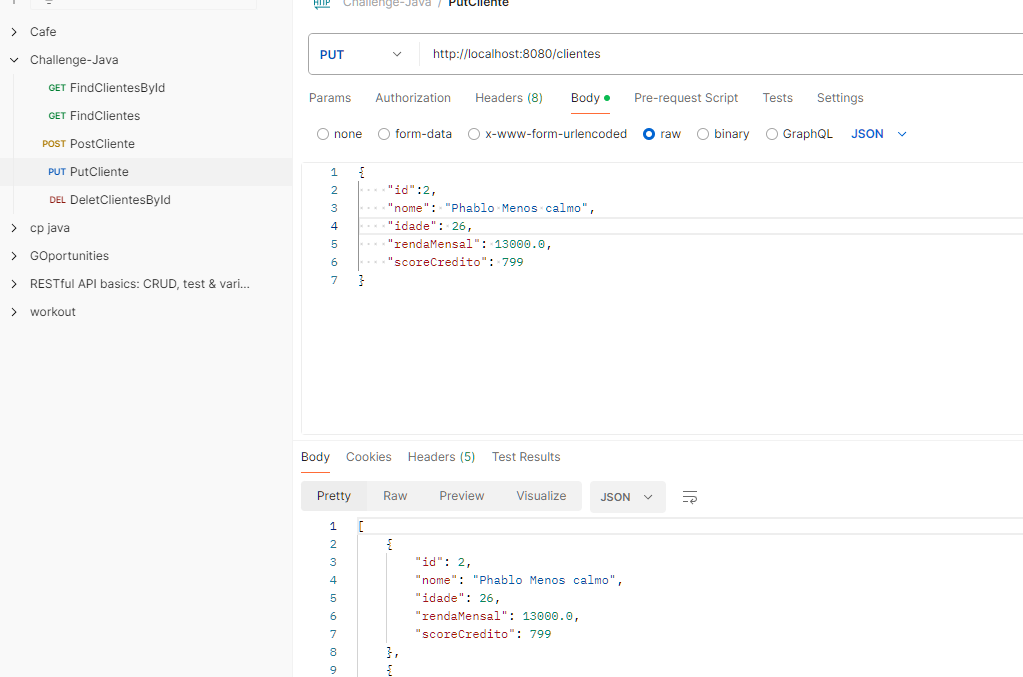 HTTP Challenge-Java / PutCliente
Cafe
Challenge-Java
GET FindClientesById
GET FindClientes
POST PostCliente
PUT PutCliente
DEL DeletClientesById
cp java
GOportunities
RESTful API basics: CRUD, test & vari...
workout
PUT http://localhost:8080/clientes
Params Authorization Headers (8) Body Pre-request Script Tests Settings
none form-data x-www-form-urlencoded raw binary GraphQL JSON
1 {
2 "id":2,
3 "nome": "Phablo Menos calmo",
4 "idade": 26,
5 "rendaMensal": 13000.0,
6 "scoreCredito": 799
7 }
Body Cookies Headers (5) Test Results
Pretty Raw Preview Visualize JSON
1 [
2 {
3 "id": 2,
4 "nome": "Phablo Menos calmo",
5 "idade": 26,
6 "rendaMensal": 13000.0,
7 "scoreCredito": 799
8 },
9 {